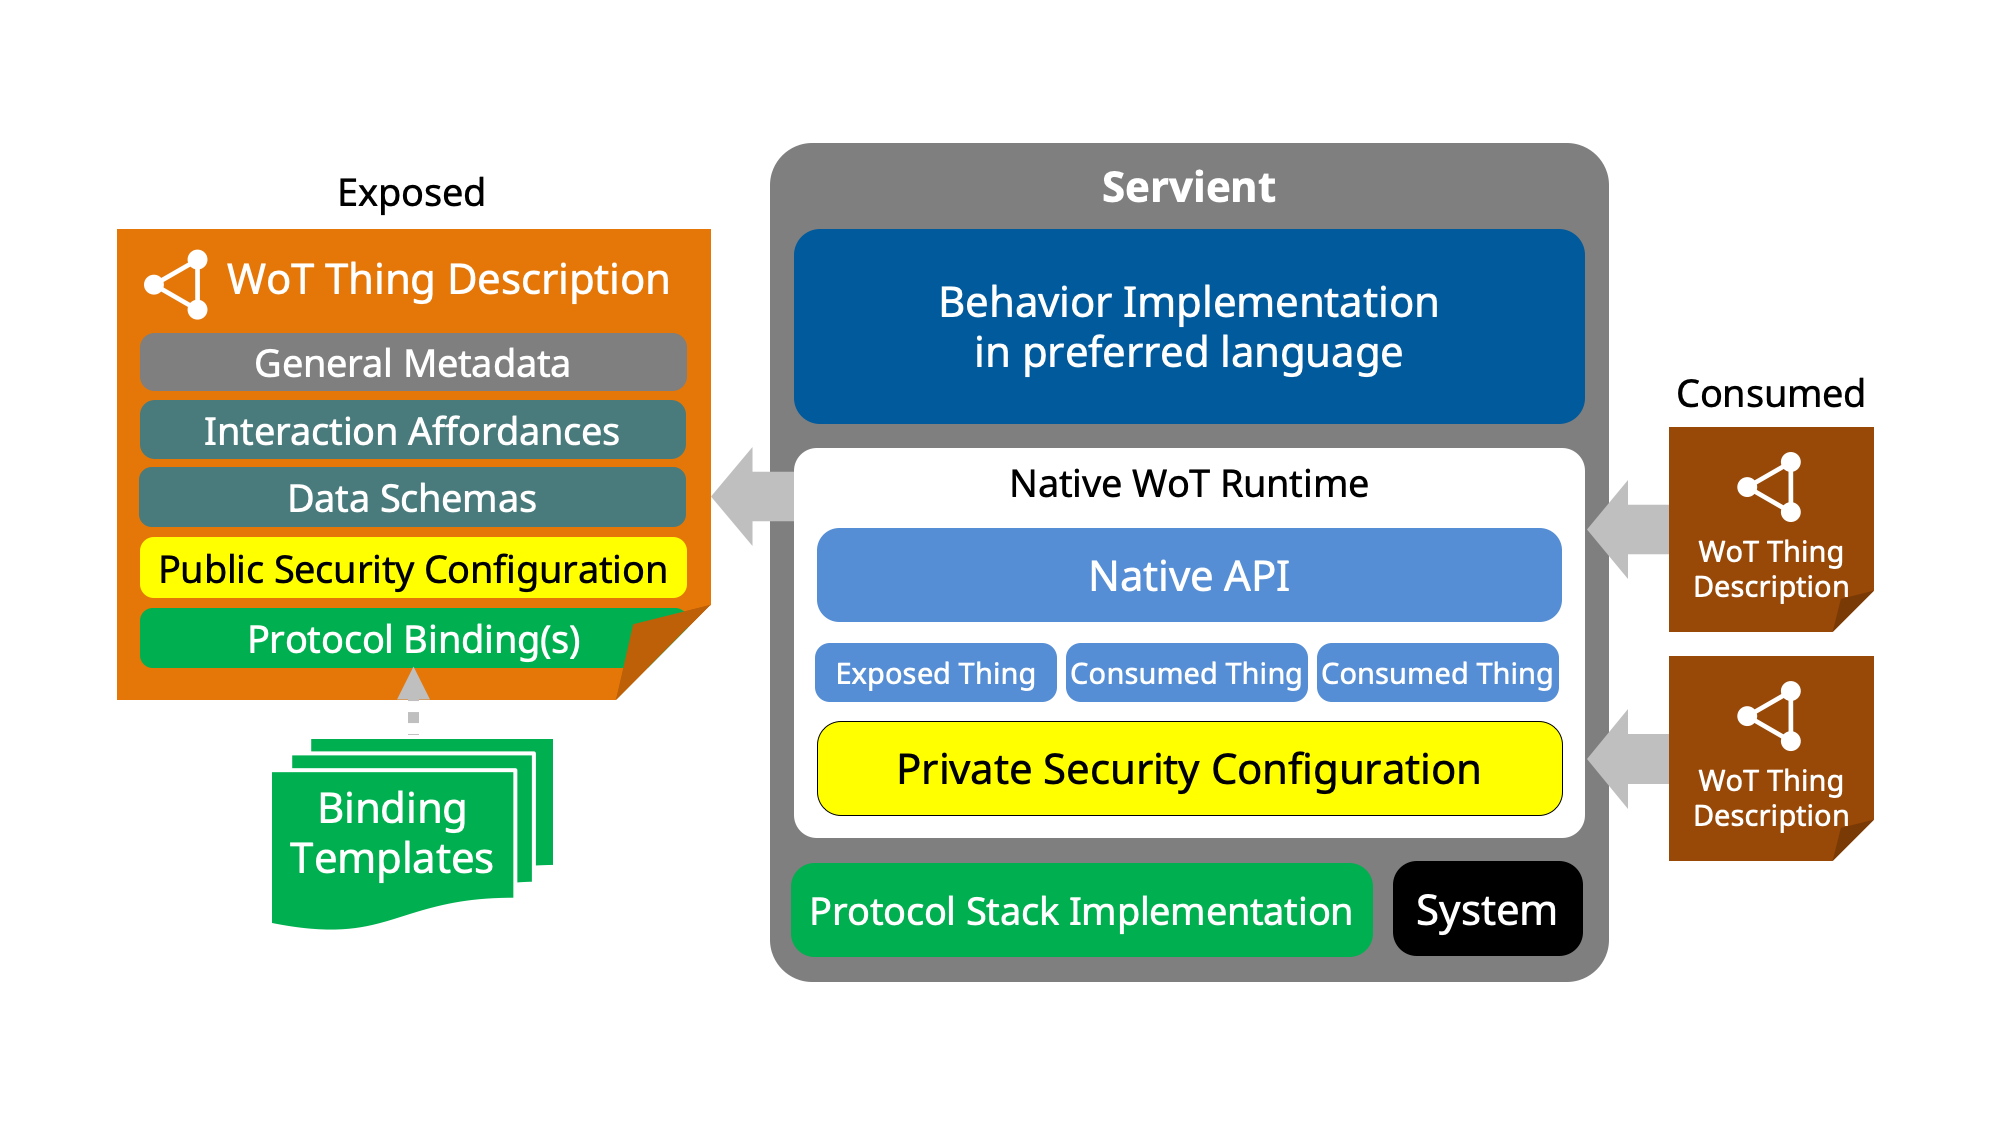 Exposed
WoT Thing Description
General Metadata
Interaction Affordances
Data Schemas
Public Security Configuration
Protocol Binding(s)
Binding
Templates
Servient
Behavior Implementation
in preferred language
Native WoT Runtime
Native API
Exposed Thing
Consumed Thing
Consumed Thing
Private Security Configuration
Protocol Stack Implementation
System
Consumed
WoT Thing
Description
WoT Thing
Description